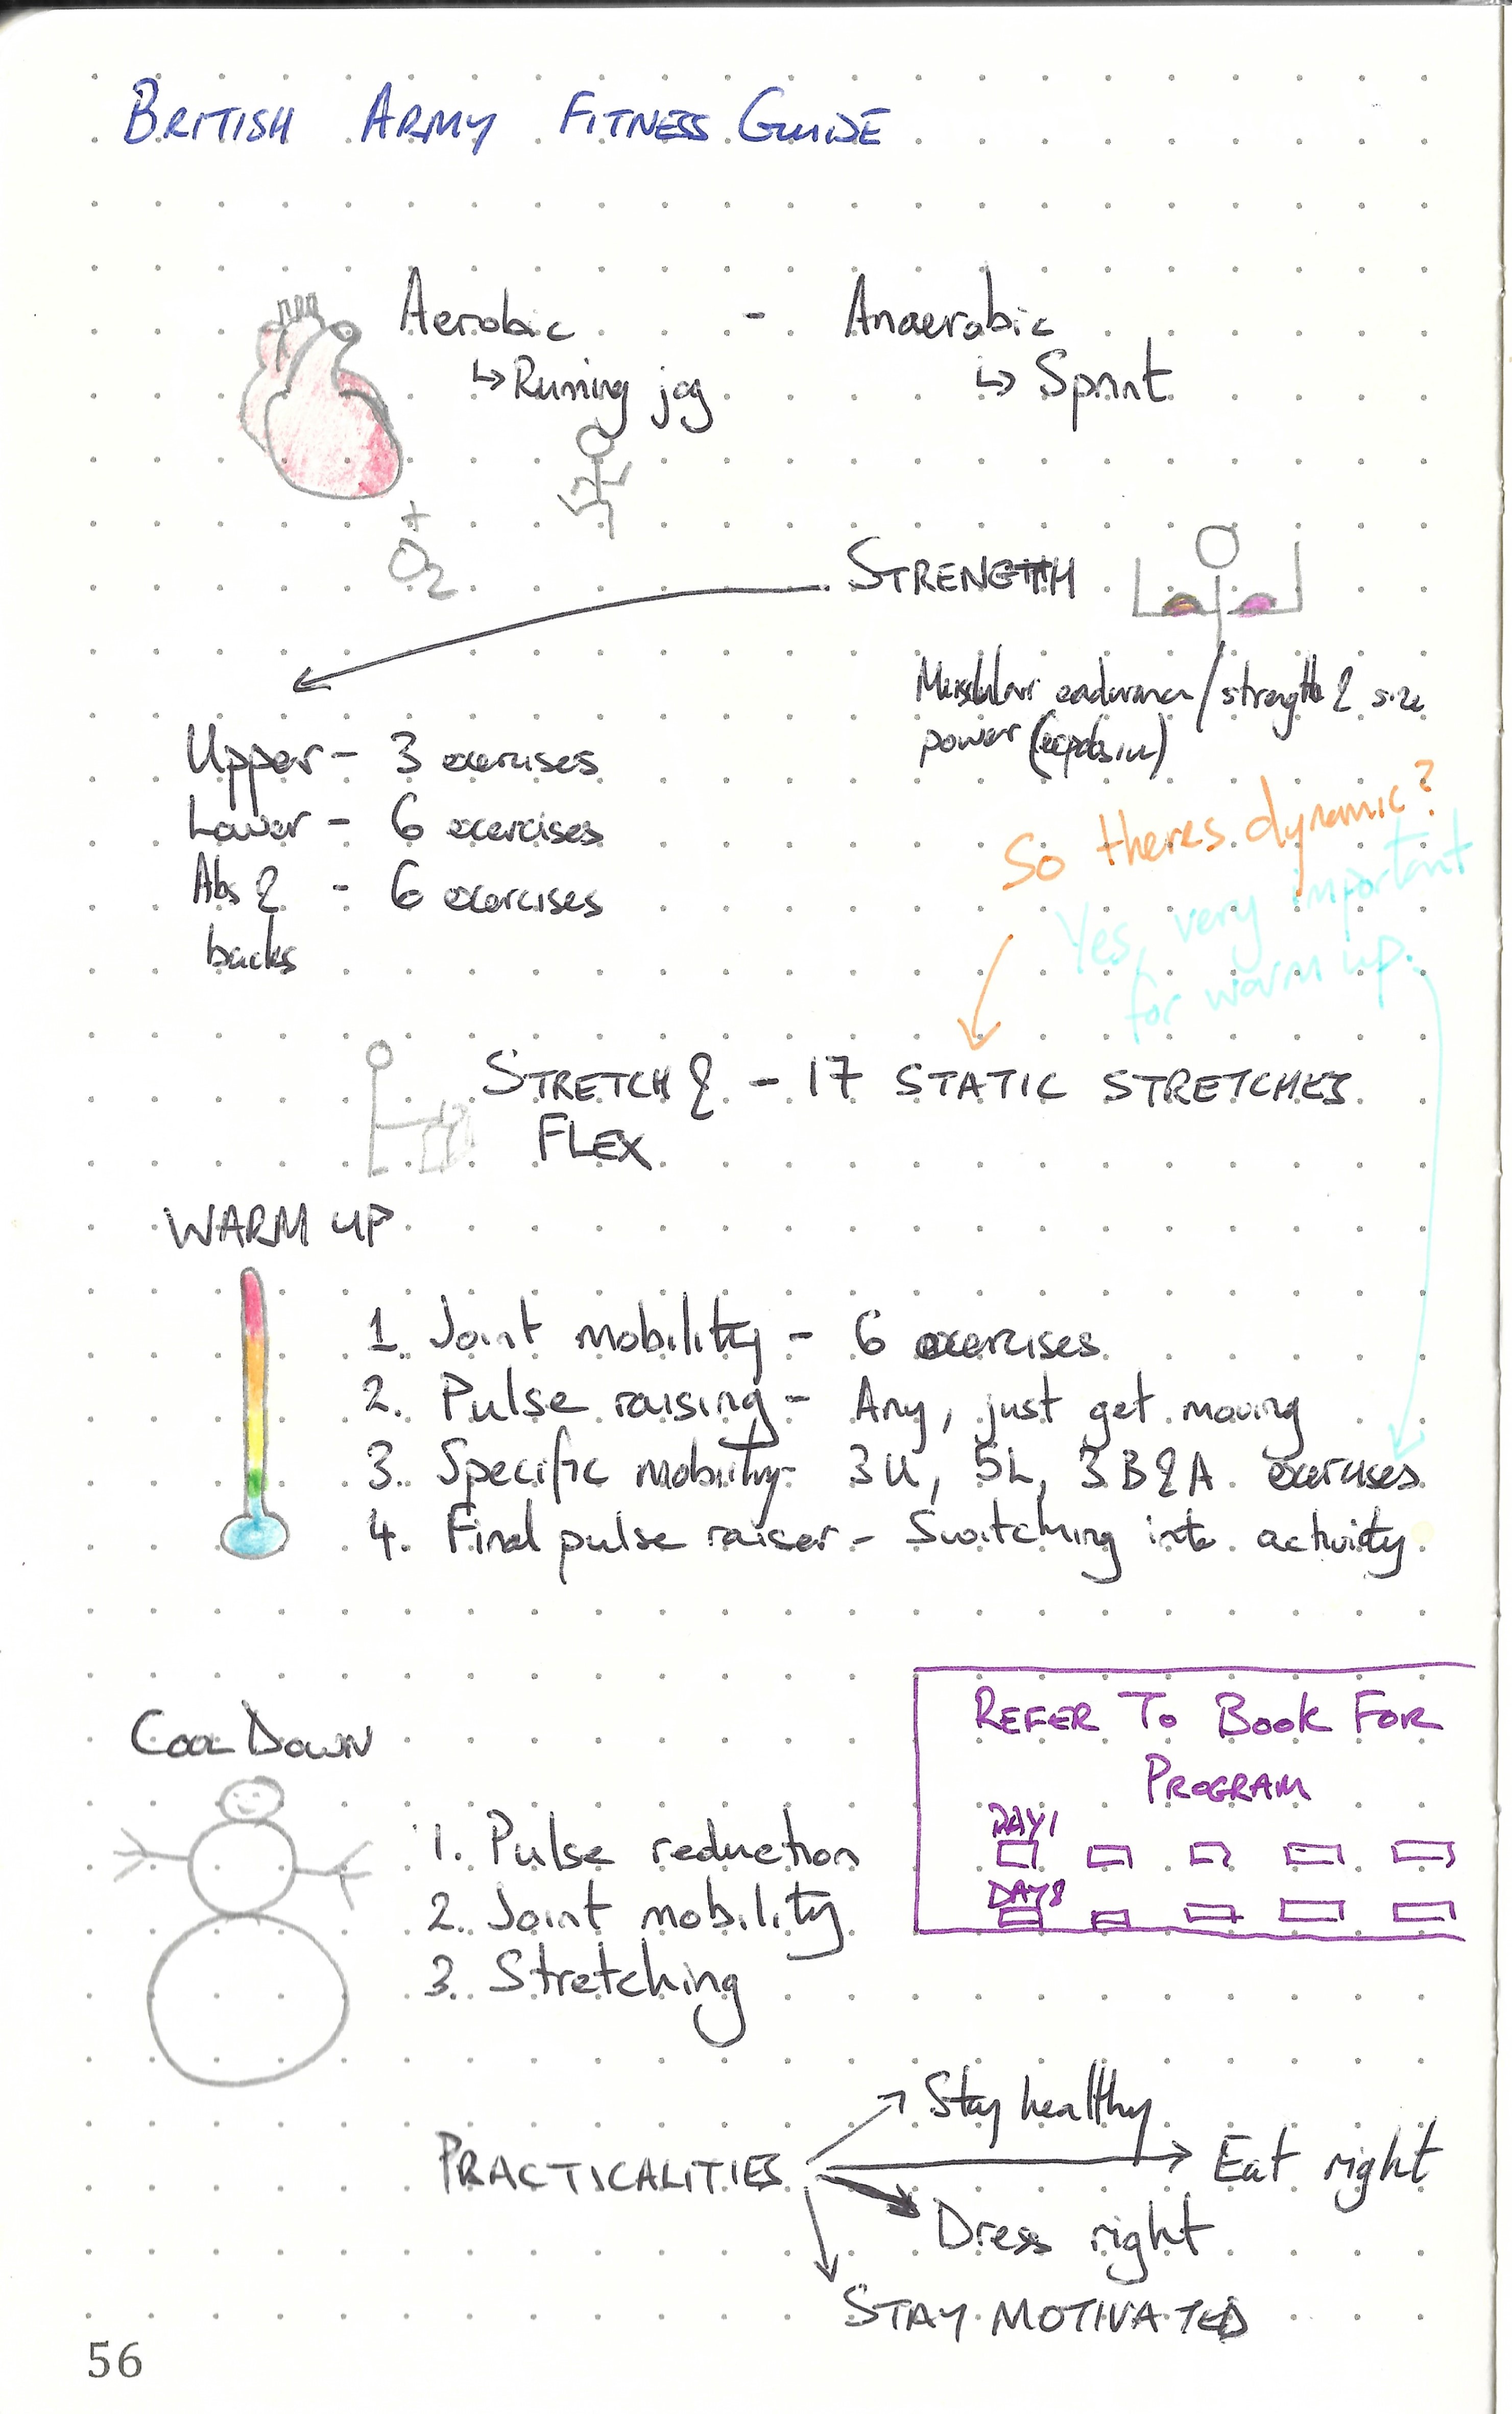 BRITISH ARMY FITNESS GUIDE
Aerobic - Anaerobic
↳ Running jog ↳ Sprint
+
O2
STRENGTH
Muscular endurance/strength & size
power (explosive)
Upper - 3 exercises
Lower - 6 exercises
Abs & - 6 exercises
backs
So theres dynamic?
Yes, very important
for warm up.
STRETCH & - 17 STATIC STRETCHES
FLEX
WARM UP
1. Joint mobility - 6 exercises
2. Pulse raising - Any, just get moving
3. Specific mobility - 3U, 5L, 3B&A exercises
4. Final pulse raiser - Switching into activity
COOL DOWN
1. Pulse reduction
2. Joint mobility
3. Stretching
REFER TO BOOK FOR
PROGRAM
DAY 1
DAY 8
PRACTICALITIES
Stay healthy
Eat right
Dress right
STAY MOTIVATED
56